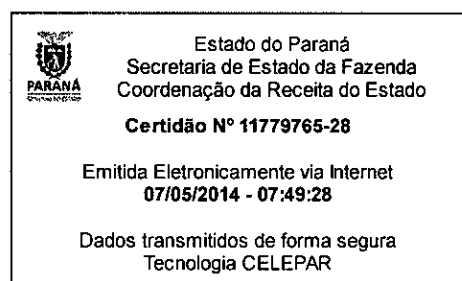 Estado do Paraná
Secretaria de Estado da Fazenda
PARANÁ
Coordenação da Receita do Estado
Certidão Nº 11779765-28
Emitida Eletronicamente via Internet
07/05/2014 - 07:49:28
Dados transmitidos de forma segura
Tecnologia CELEPAR